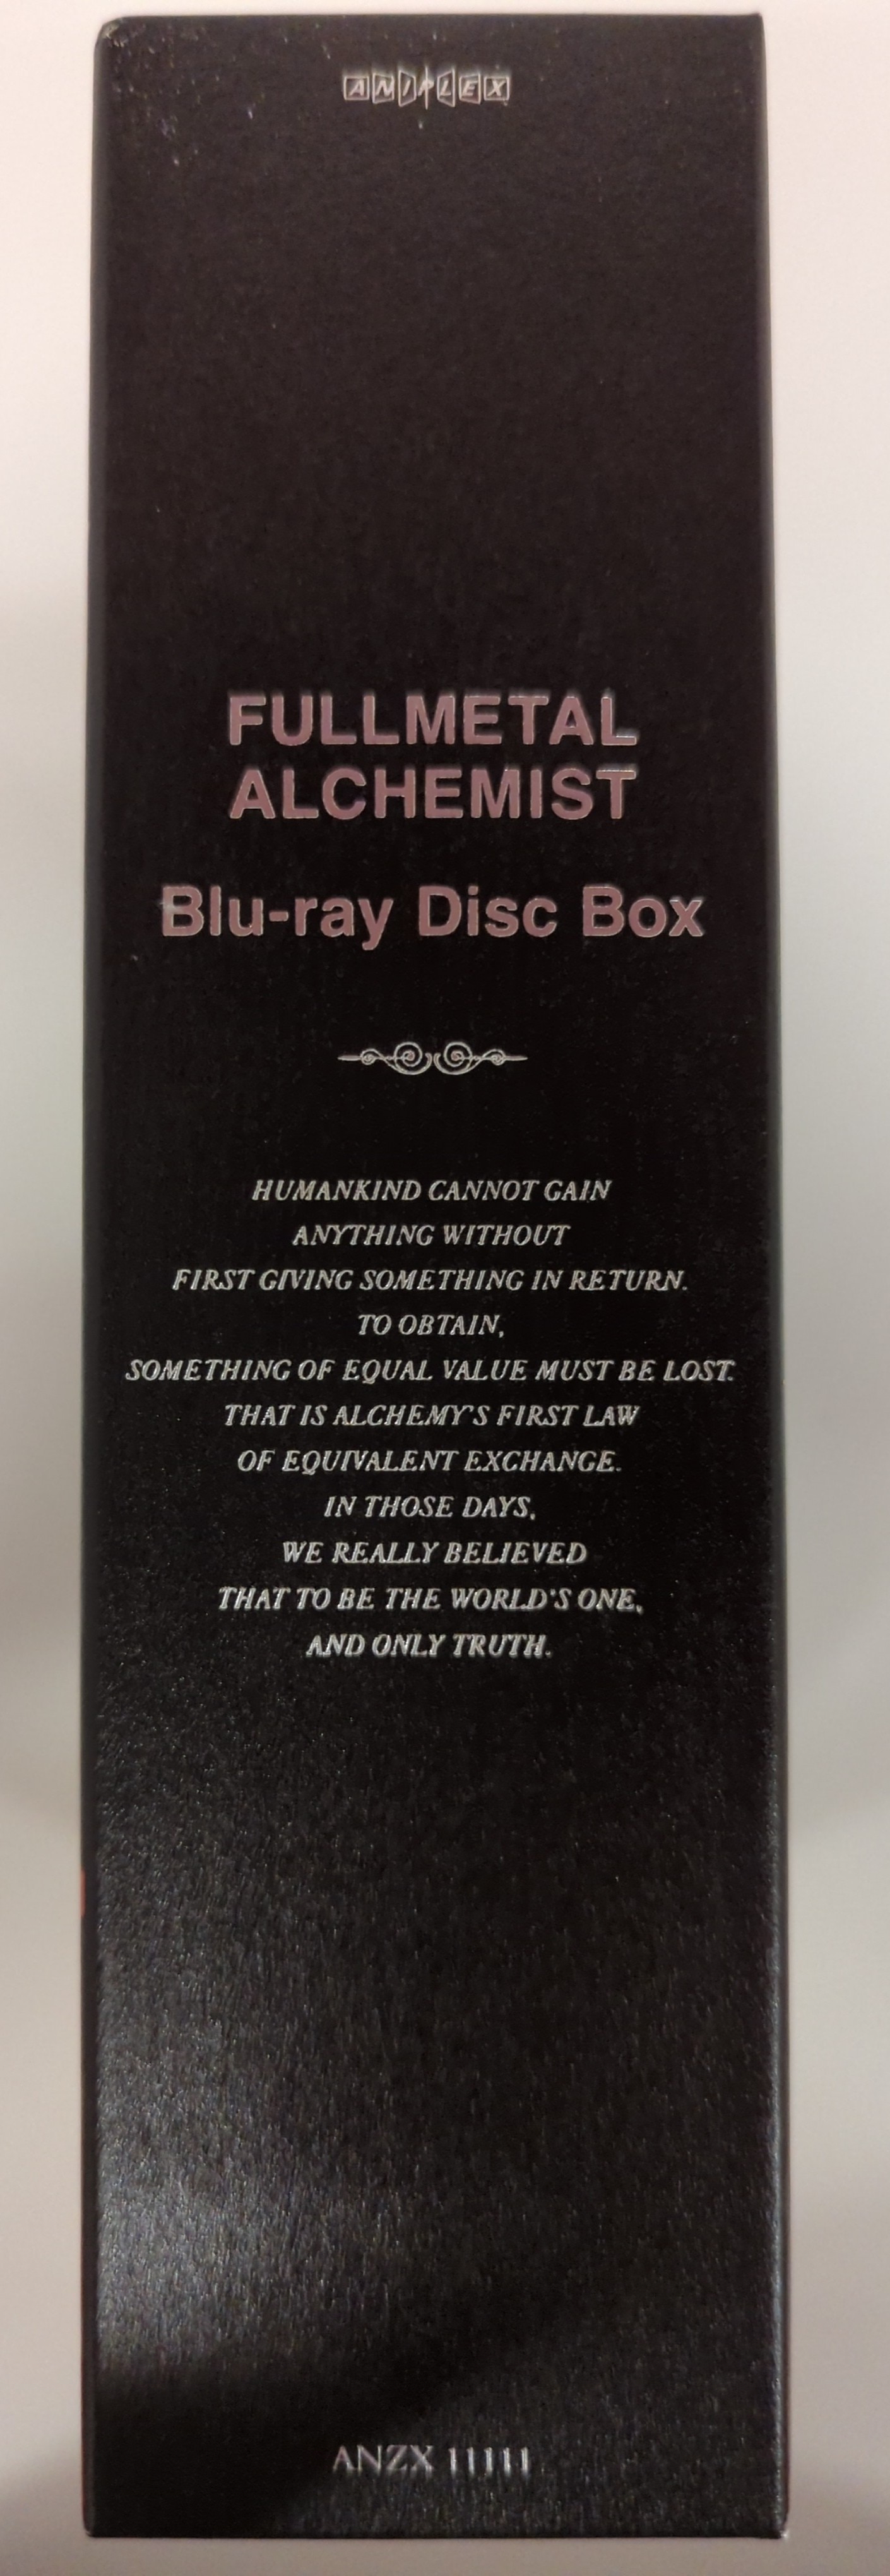 ANIPLEX
FULLMETAL
ALCHEMIST
Blu-ray Disc Box
HUMANKIND CANNOT GAIN
ANYTHING WITHOUT
FIRST GIVING SOMETHING IN RETURN.
TO OBTAIN,
SOMETHING OF EQUAL VALUE MUST BE LOST.
THAT IS ALCHEMY'S FIRST LAW
OF EQUIVALENT EXCHANGE.
IN THOSE DAYS,
WE REALLY BELIEVED
THAT TO BE THE WORLD'S ONE,
AND ONLY TRUTH.
ANZX 11111